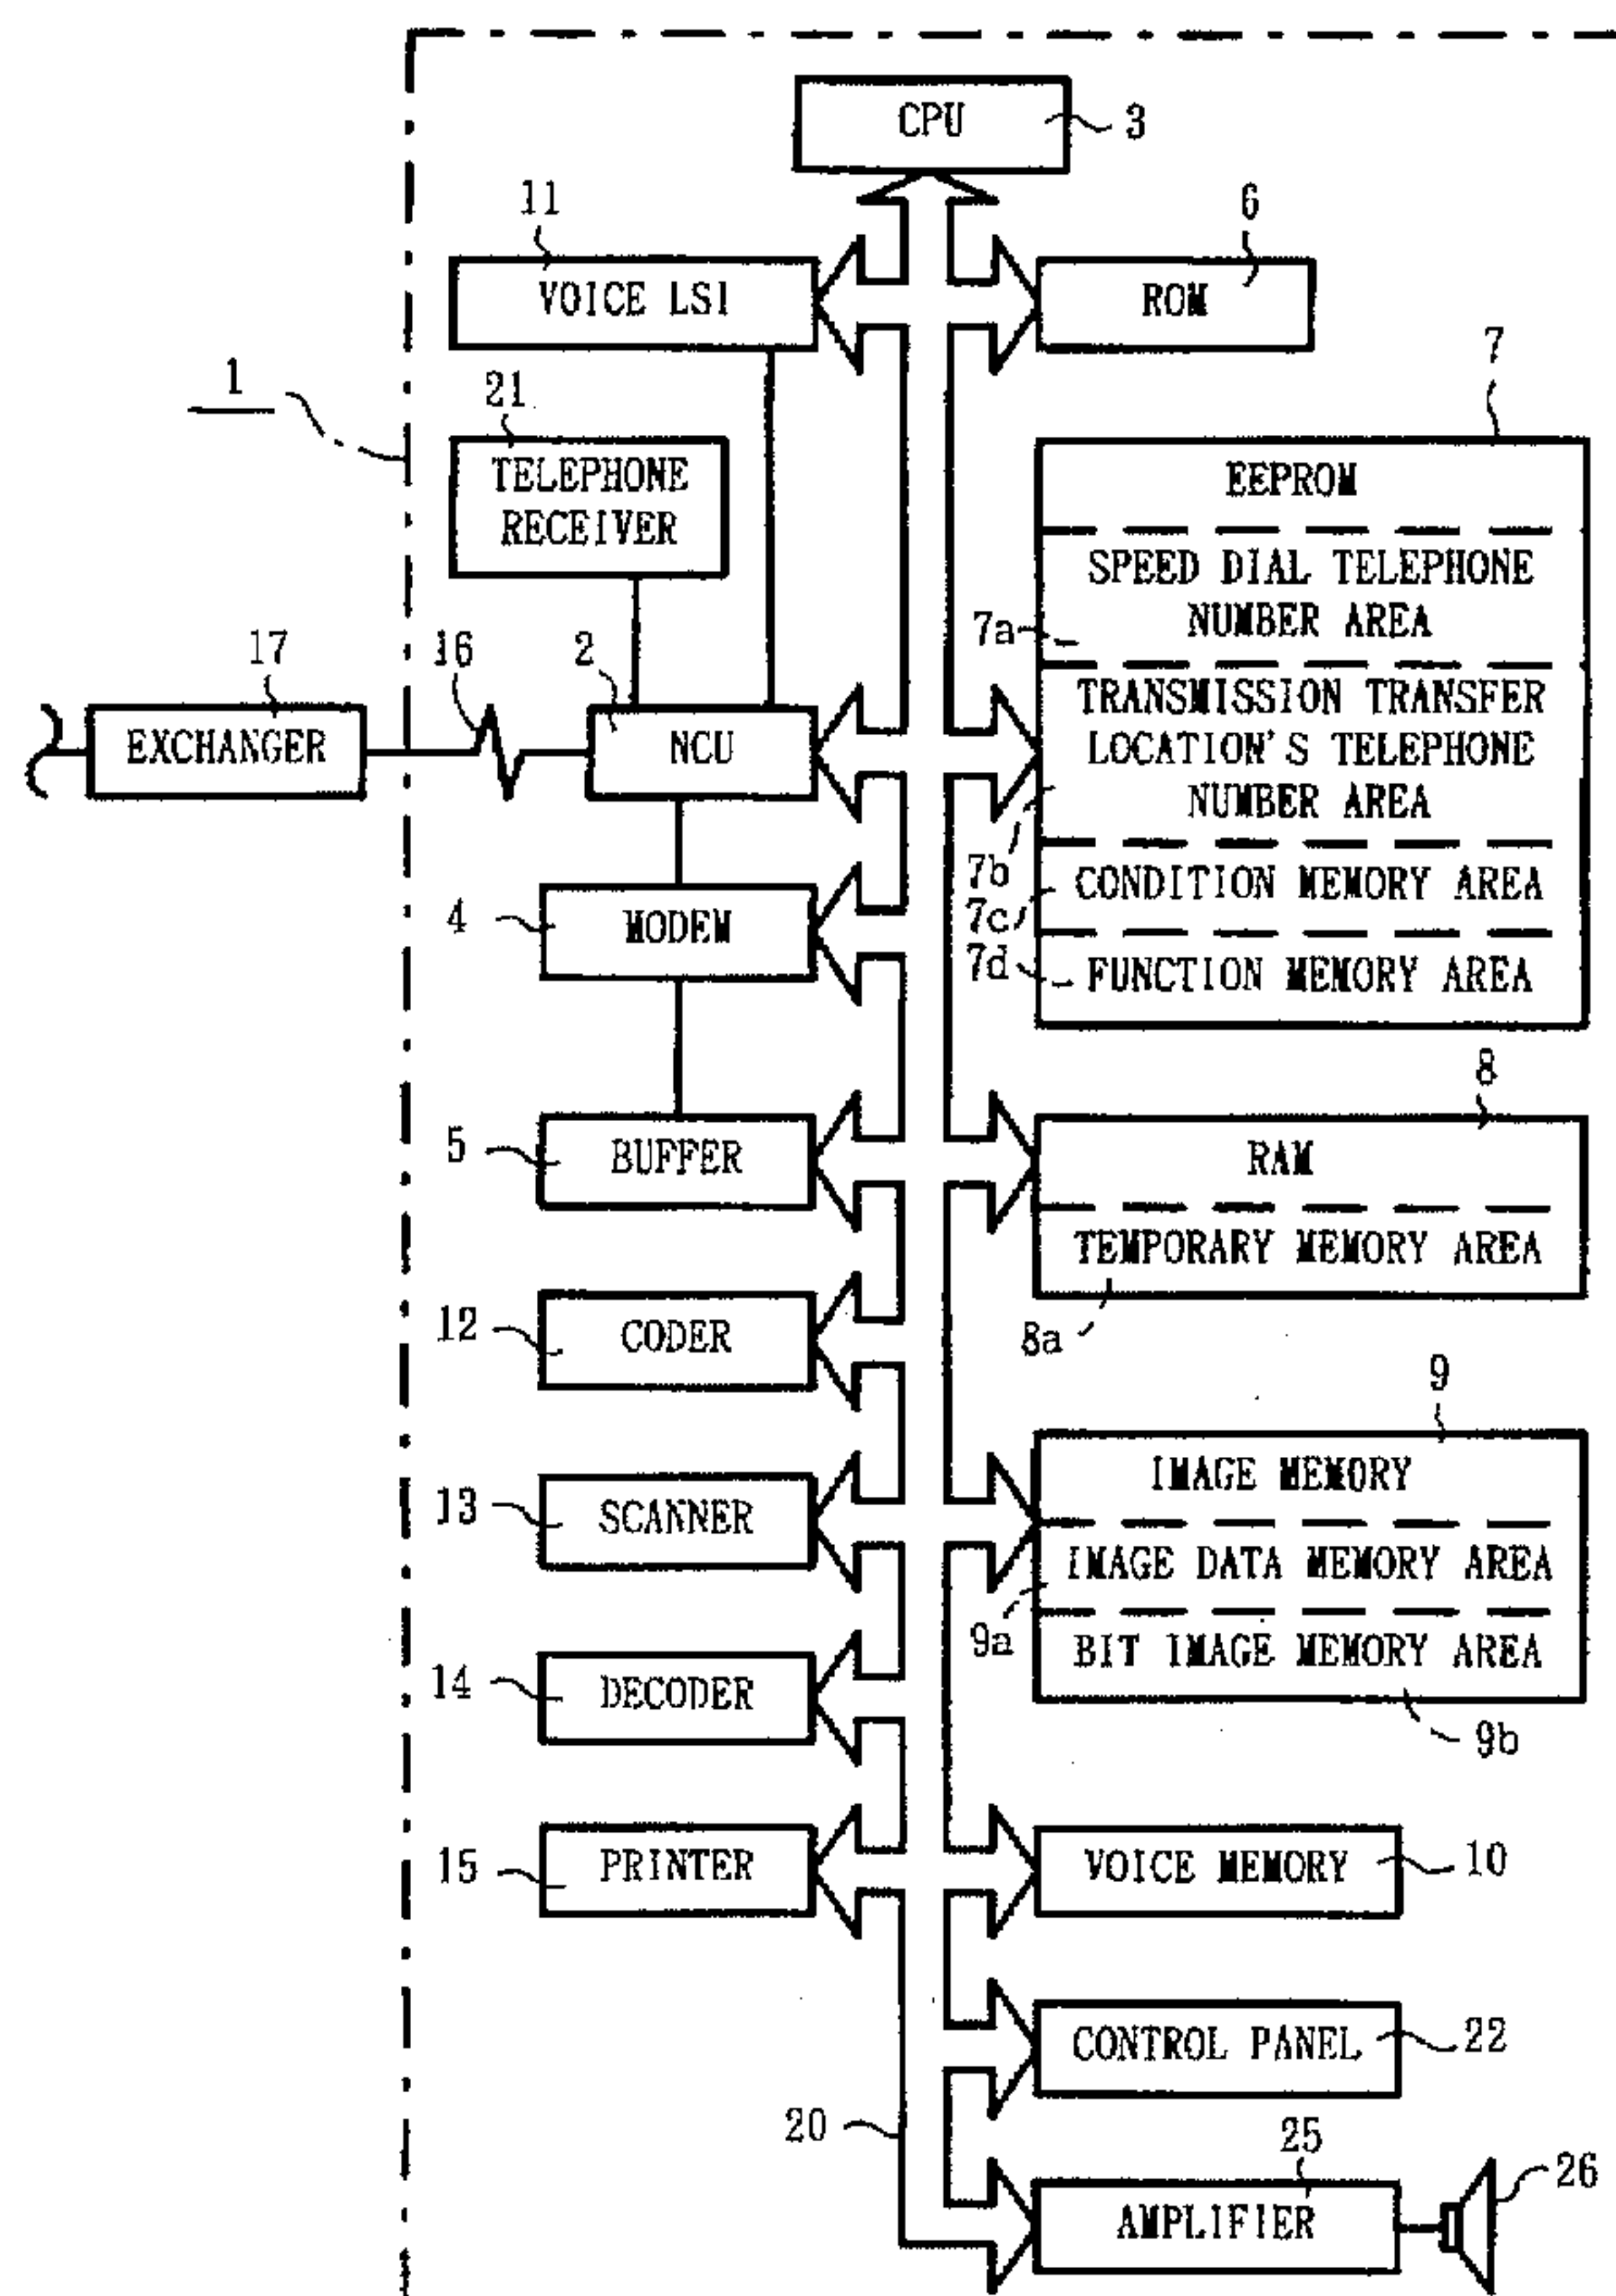 CPU
3
11
6
VOICE LSI
ROM
1
21
7
TELEPHONE
RECEIVER
EEPROM
SPEED DIAL TELEPHONE
NUMBER AREA
7a
17
16
2
EXCHANGER
NCU
TRANSMISSION TRANSFER
LOCATION'S TELEPHONE
NUMBER AREA
7b
CONDITION MEMORY AREA
7c
4
MODEM
7d
FUNCTION MEMORY AREA
8
5
BUFFER
RAM
TEMPORARY MEMORY AREA
8a
12
CODER
9
13
SCANNER
IMAGE MEMORY
IMAGE DATA MEMORY AREA
9a
BIT IMAGE MEMORY AREA
9b
14
DECODER
15
PRINTER
VOICE MEMORY
10
CONTROL PANEL
22
20
25
AMPLIFIER
26